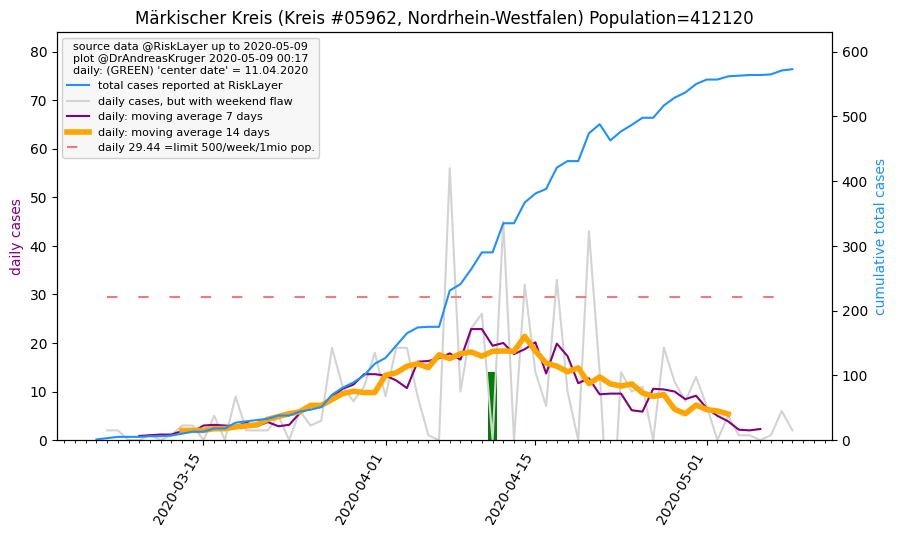 Märkischer Kreis (Kreis #05962, Nordrhein-Westfalen) Population=412120
source data @RiskLayer up to 2020-05-09
plot @DrAndreasKruger 2020-05-09 00:17
daily: (GREEN) 'center date' = 11.04.2020
total cases reported at RiskLayer
daily cases, but with weekend flaw
daily: moving average 7 days
daily: moving average 14 days
daily 29.44 =limit 500/week/1mio pop.
daily cases
80
70
60
50
40
30
20
10
0
cumulative total cases
600
500
400
300
200
100
0
2020-03-15
2020-04-01
2020-04-15
2020-05-01